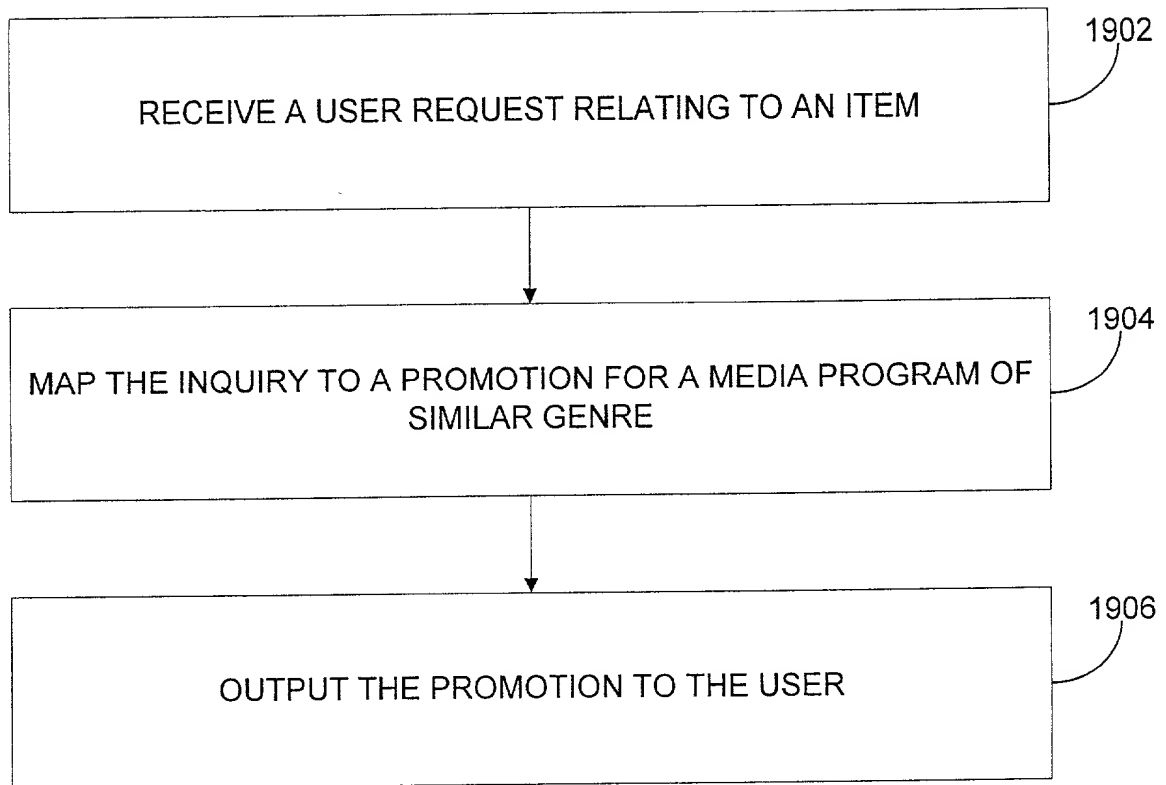 1902
RECEIVE A USER REQUEST RELATING TO AN ITEM
1904
MAP THE INQUIRY TO A PROMOTION FOR A MEDIA PROGRAM OF
SIMILAR GENRE
1906
OUTPUT THE PROMOTION TO THE USER